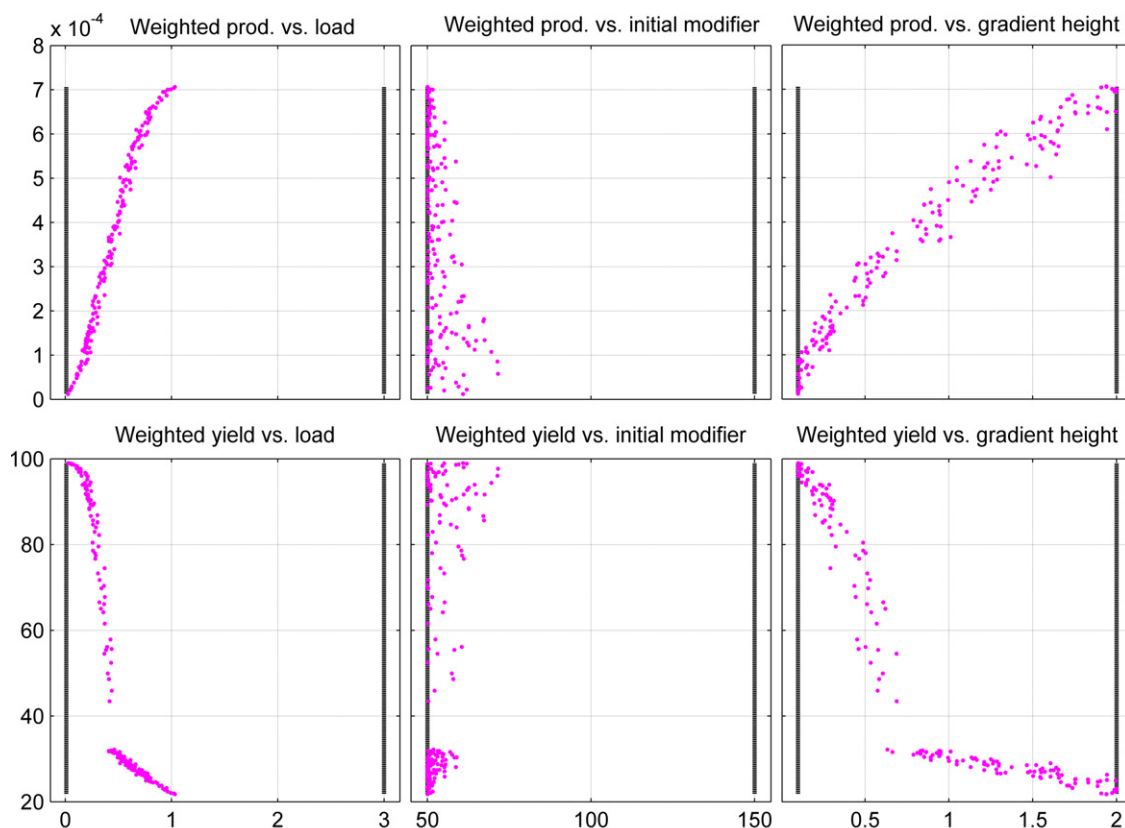 Weighted prod. vs. load
Weighted prod. vs. initial modifier
Weighted prod. vs. gradient height
x 10⁻⁴
8
7
6
5
4
3
2
1
0
Weighted yield vs. load
Weighted yield vs. initial modifier
Weighted yield vs. gradient height
100
80
60
40
20
0 1 2 3
50 100 150
0.5 1 1.5 2